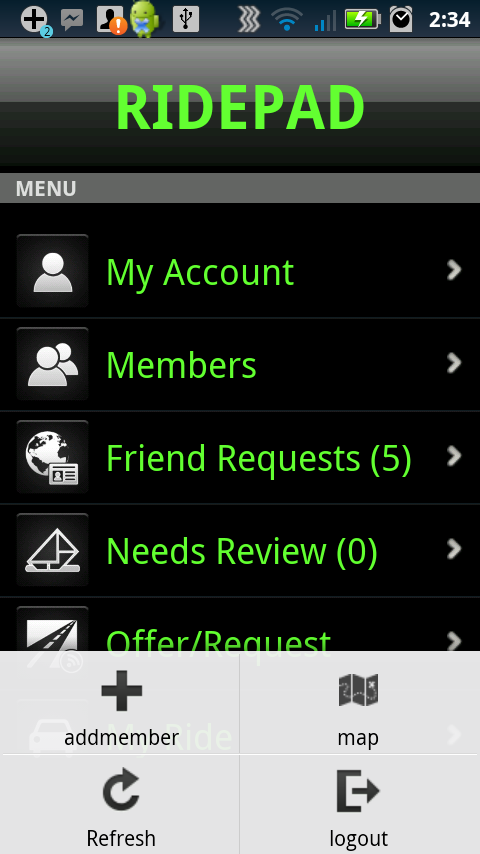 2
2:34
RIDEPAD
MENU
My Account
Members
Friend Requests (5)
Needs Review (0)
Offer/Request
My Ride
addmember
map
Refresh
logout